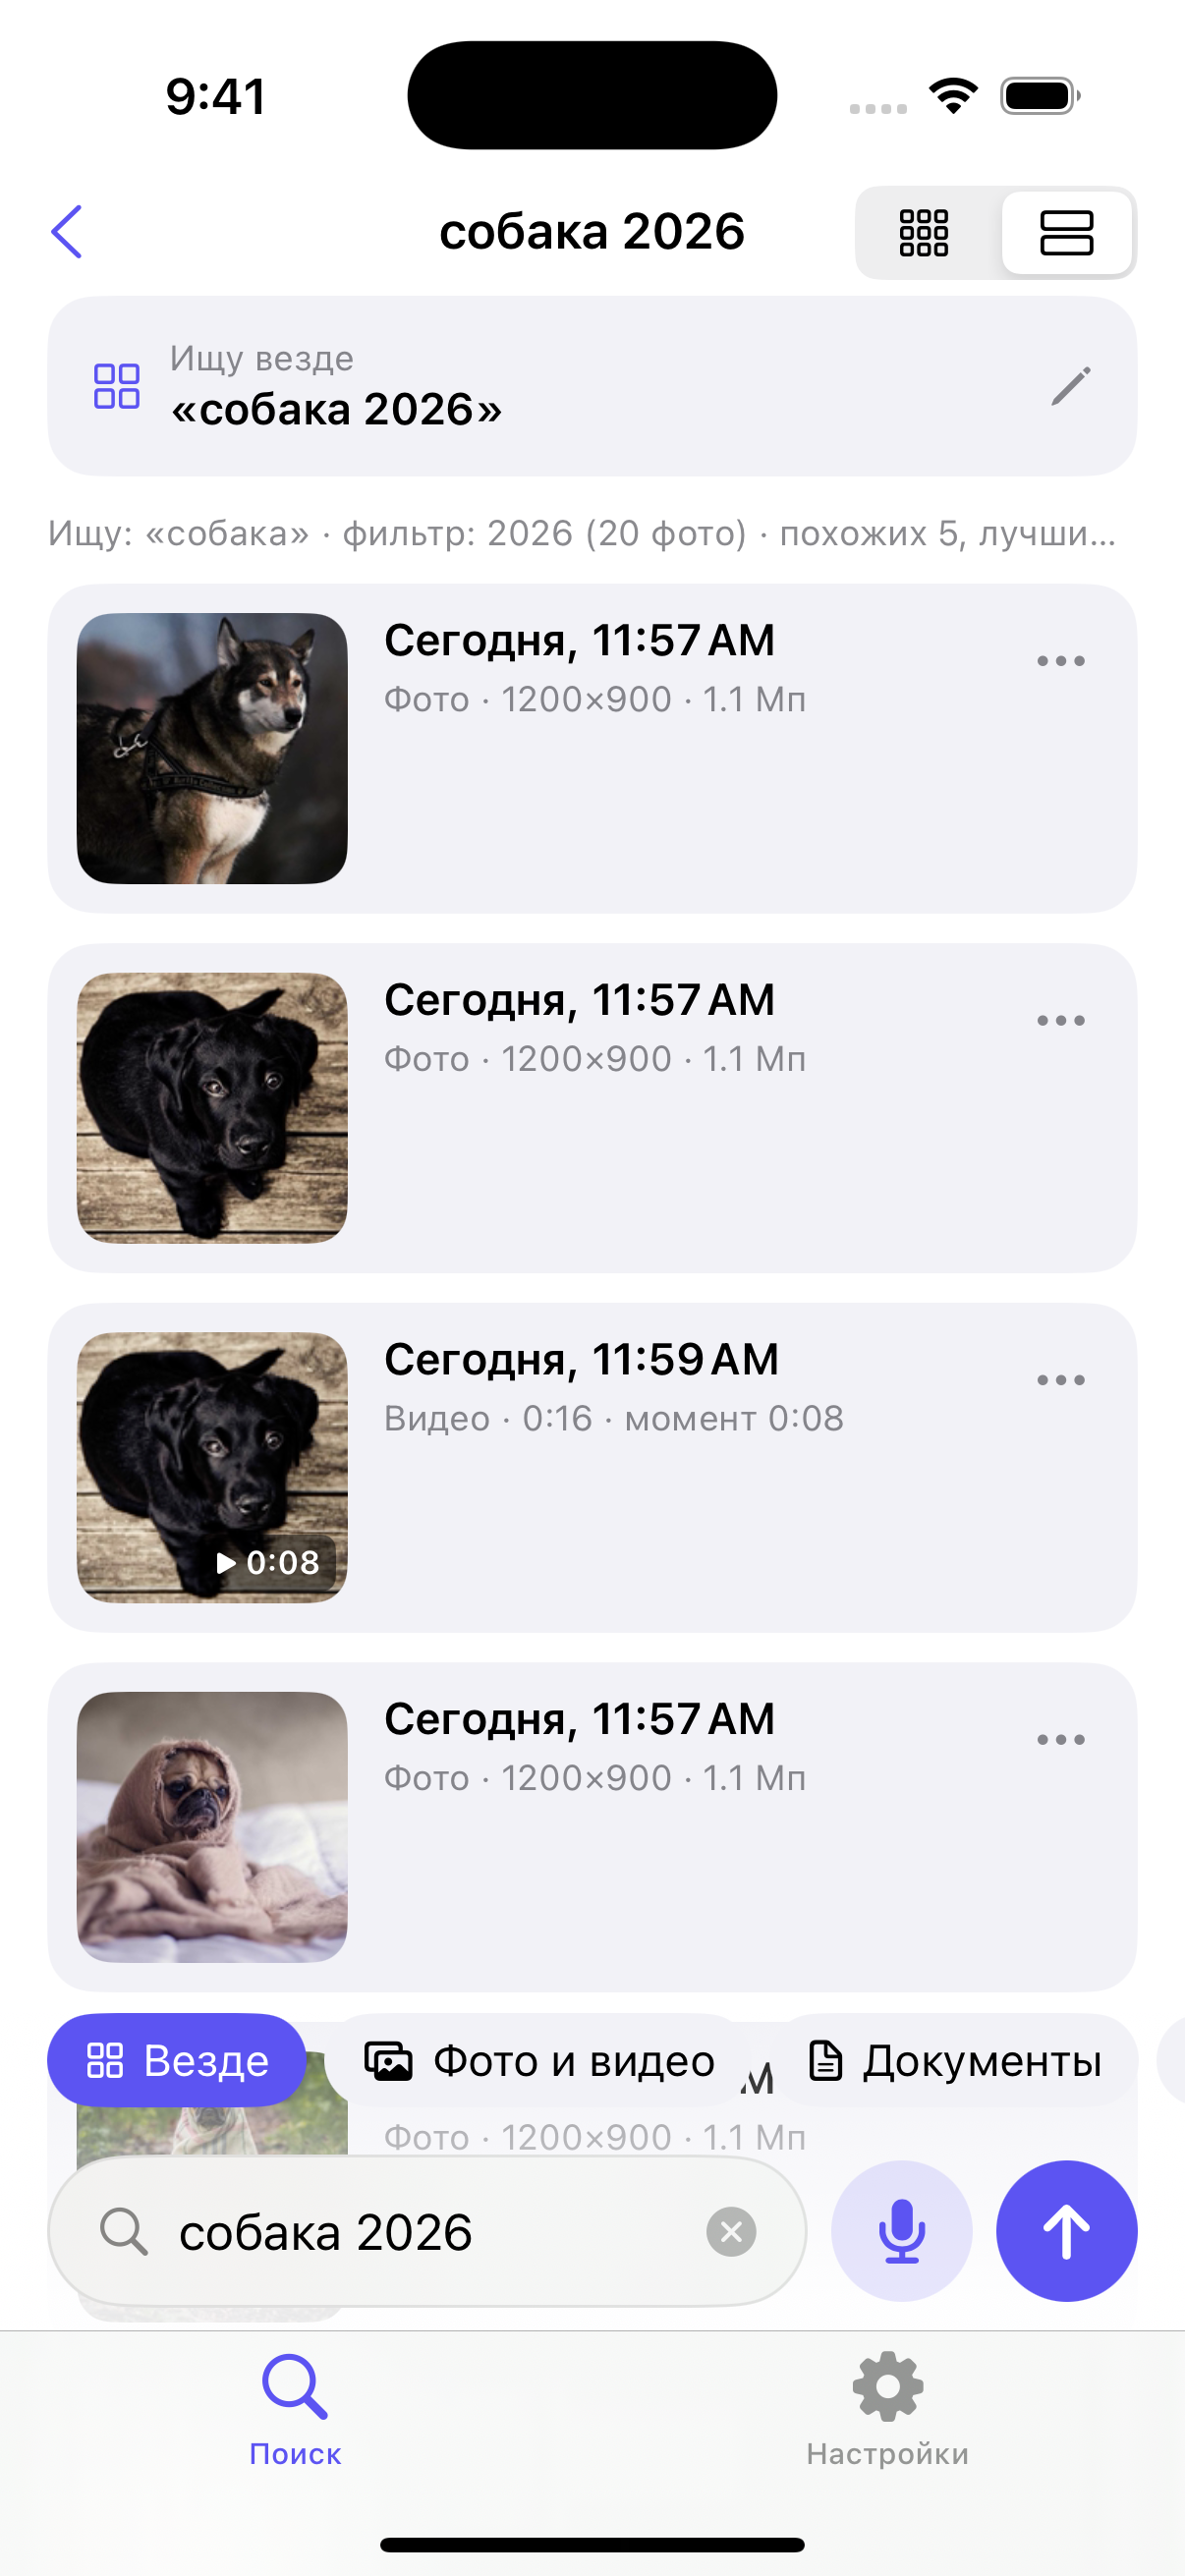 9:41
собака 2026
Ищу везде
«собака 2026»
Ищу: «собака» · фильтр: 2026 (20 фото) · похожих 5, лучши...
Сегодня, 11:57 AM
Фото · 1200×900 · 1.1 Мп
Сегодня, 11:57 AM
Фото · 1200×900 · 1.1 Мп
Сегодня, 11:59 AM
Видео · 0:16 · момент 0:08
0:08
Сегодня, 11:57 AM
Фото · 1200×900 · 1.1 Мп
Везде
Фото и видео
Документы
Фото · 1200×900 · 1.1 Мп
собака 2026
Поиск
Настройки